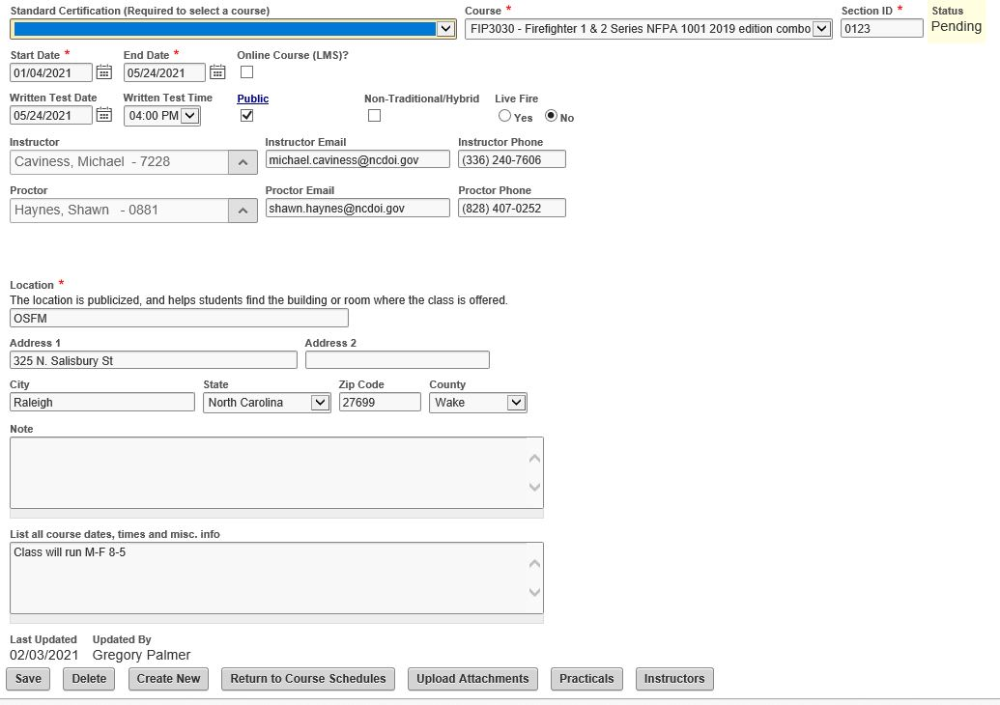 Standard Certification (Required to select a course) Course * Section ID * Status
FIP3030 - Firefighter 1 & 2 Series NFPA 1001 2019 edition combo 0123 Pending
Start Date * End Date * Online Course (LMS)?
01/04/2021 05/24/2021
Written Test Date Written Test Time Public Non-Traditional/Hybrid Live Fire
05/24/2021 04:00 PM Yes No
Instructor Instructor Email Instructor Phone
Caviness, Michael - 7228 michael.caviness@ncdoi.gov (336) 240-7606
Proctor Proctor Email Proctor Phone
Haynes, Shawn - 0881 shawn.haynes@ncdoi.gov (828) 407-0252
Location *
The location is publicized, and helps students find the building or room where the class is offered.
OSFM
Address 1 Address 2
325 N. Salisbury St
City State Zip Code County
Raleigh North Carolina 27699 Wake
Note
List all course dates, times and misc. info
Class will run M-F 8-5
Last Updated Updated By
02/03/2021 Gregory Palmer
Save Delete Create New Return to Course Schedules Upload Attachments Practicals Instructors